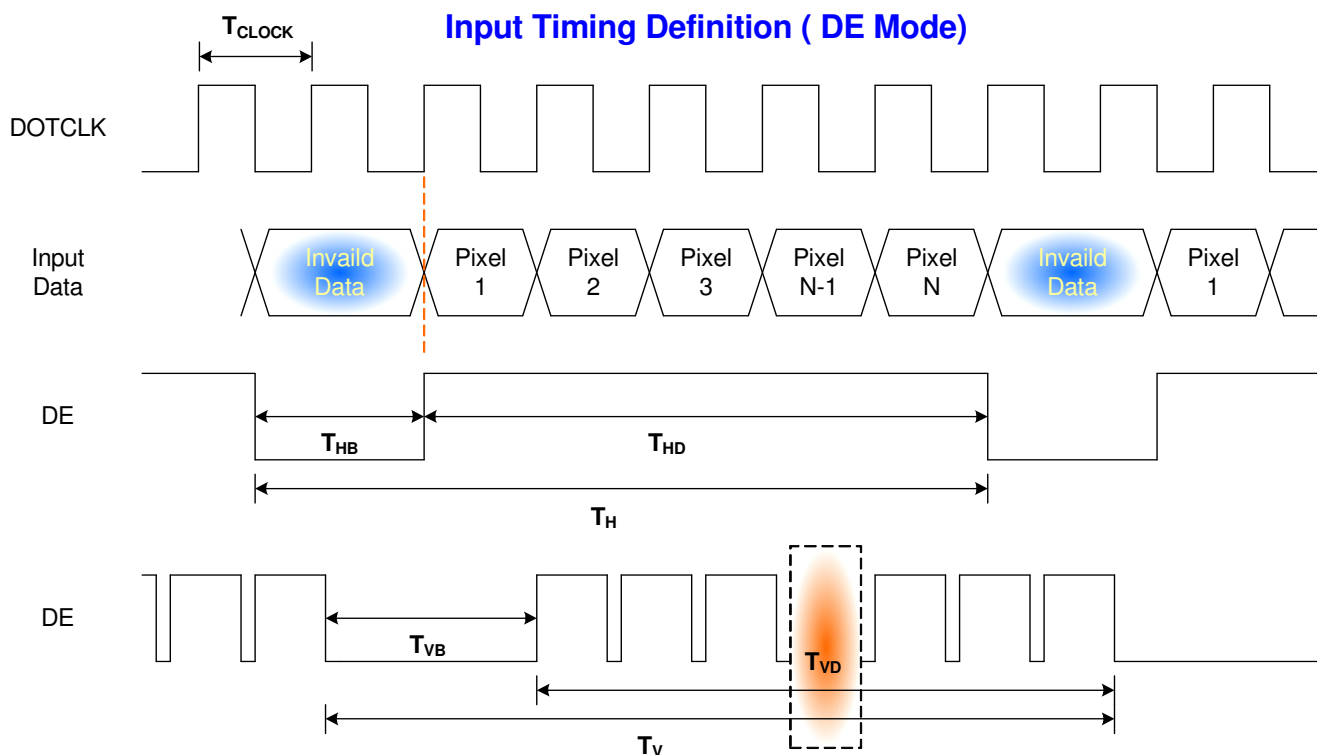 Input Timing Definition ( DE Mode)
TCLOCK
DOTCLK
Input
Data
Invaild
Data
Pixel
1
Pixel
2
Pixel
3
Pixel
N-1
Pixel
N
Invaild
Data
Pixel
1
DE
THB
THD
TH
DE
TVB
TVD
TV